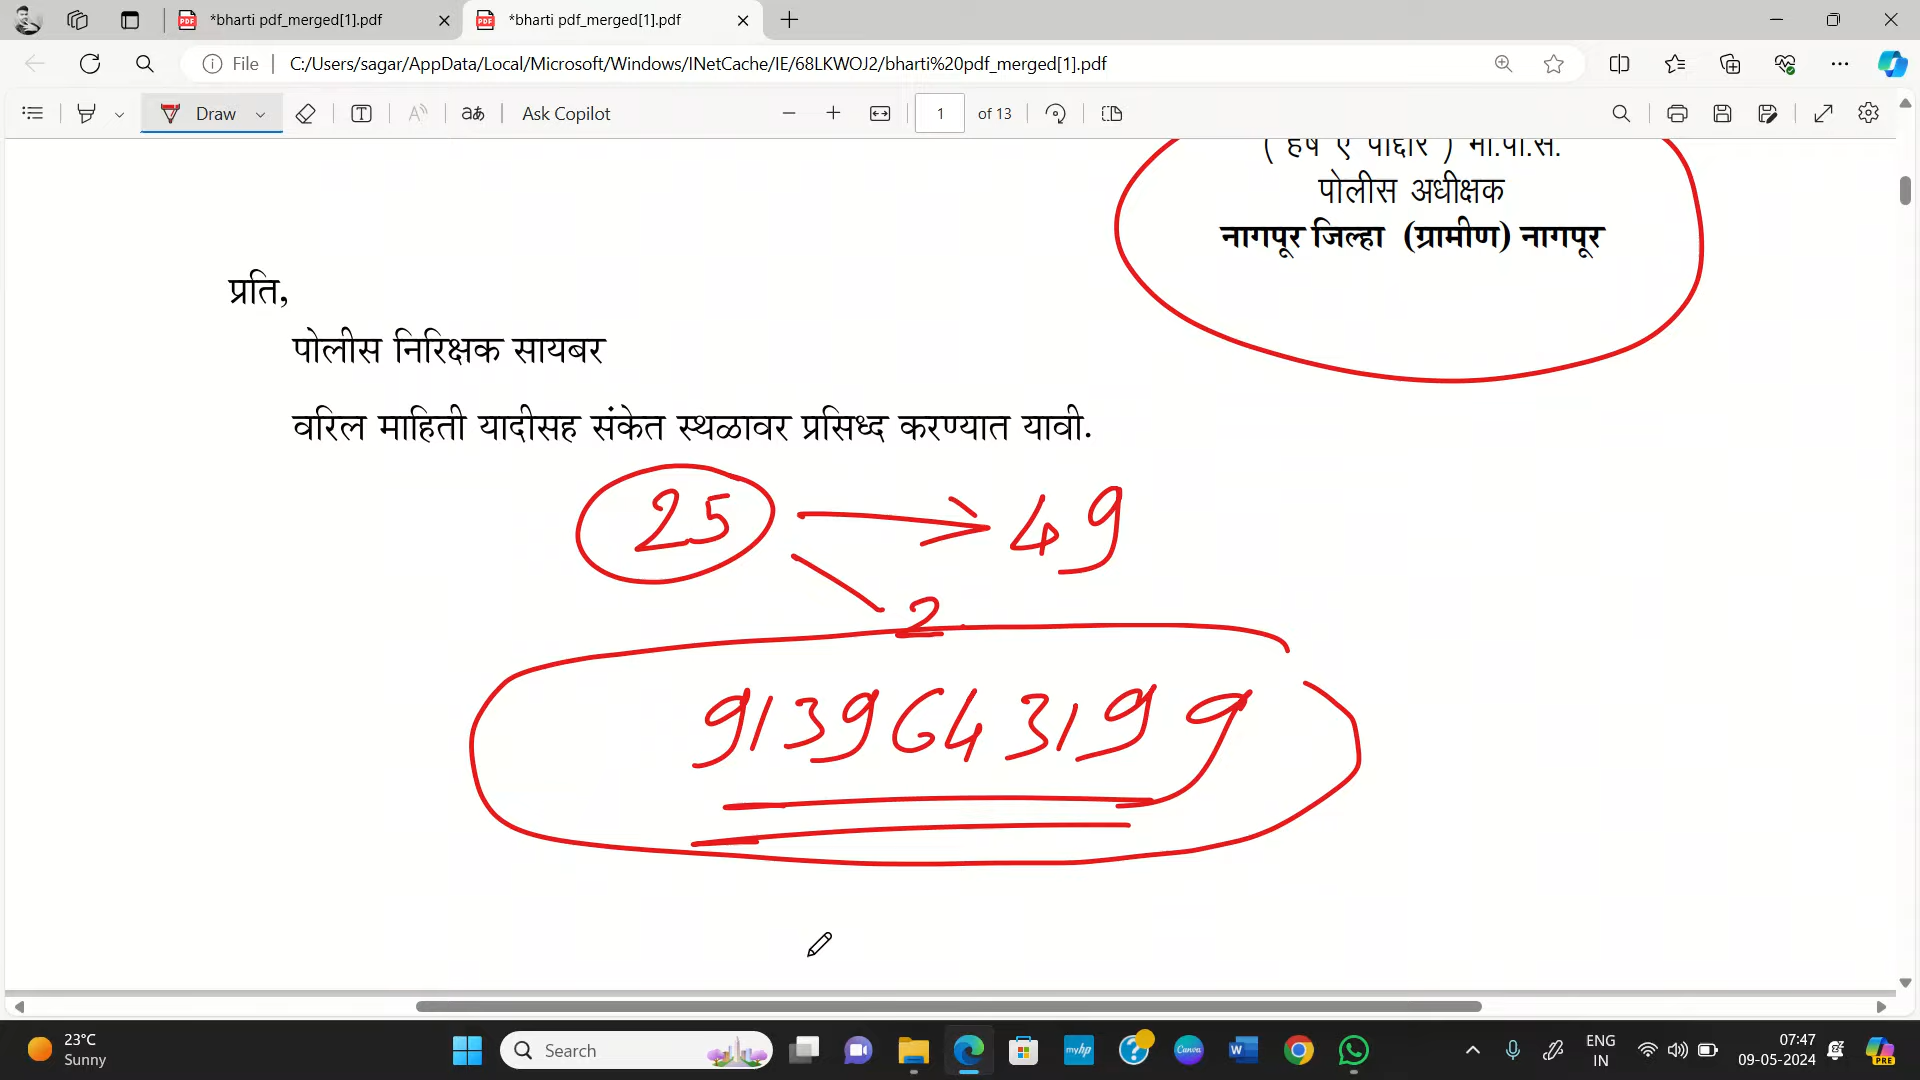 *bharti pdf_merged[1].pdf
*bharti pdf_merged[1].pdf
File
C:/Users/sagar/AppData/Local/Microsoft/Windows/INetCache/IE/68LKWOJ2/bharti%20pdf_merged[1].pdf
Draw
Ask Copilot
1 of 13
पोलीस अधीक्षक
नागपूर जिल्हा (ग्रामीण) नागपूर
प्रति,
पोलीस निरिक्षक सायबर
वरिल माहिती यादीसह संकेत स्थळावर प्रसिध्द करण्यात यावी.
25 49
2
9139643199
23°C
Sunny
Search
ENG
IN
07:47
09-05-2024